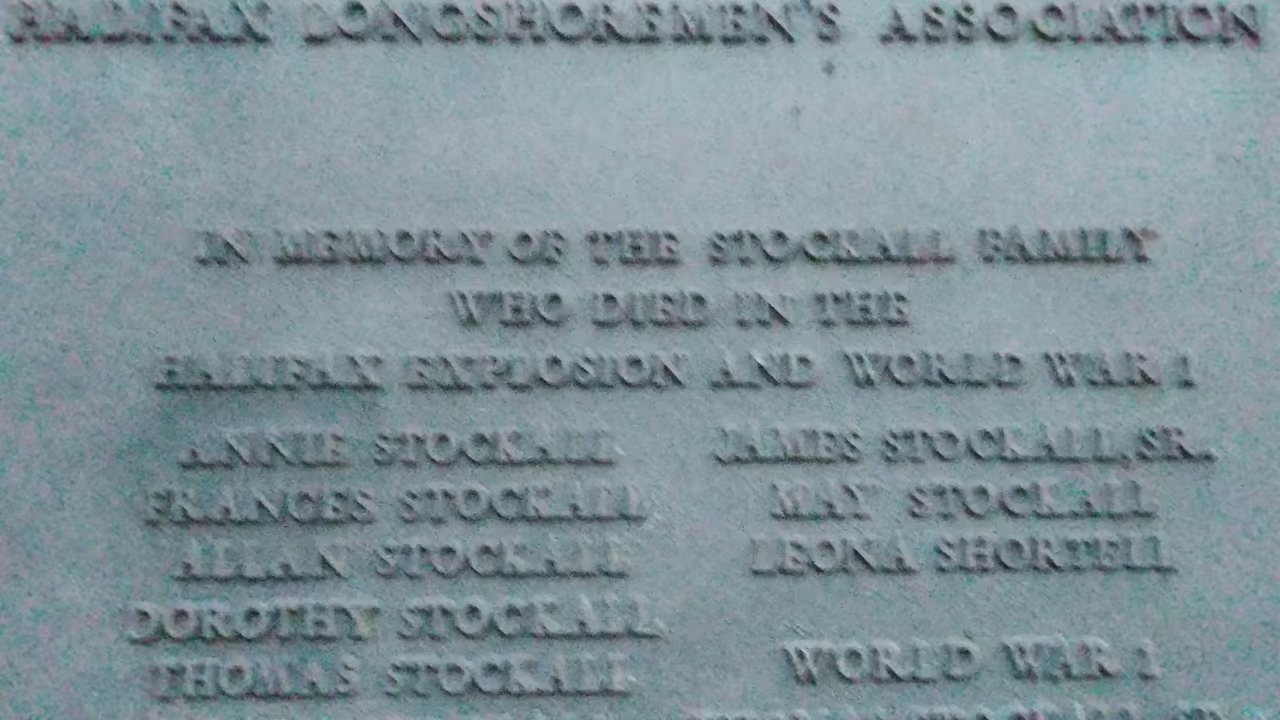 HALIFAX LONGSHOREMEN'S ASSOCIATION
IN MEMORY OF THE STOCKALL FAMILY
WHO DIED IN THE
HALIFAX EXPLOSION AND WORLD WAR 1
ANNIE STOCKALL
FRANCES STOCKALL
ALLAN STOCKALL
DOROTHY STOCKALL
THOMAS STOCKALL
JAMES STOCKALL, SR.
MAY STOCKALL
LEONA SHORTELL
WORLD WAR 1